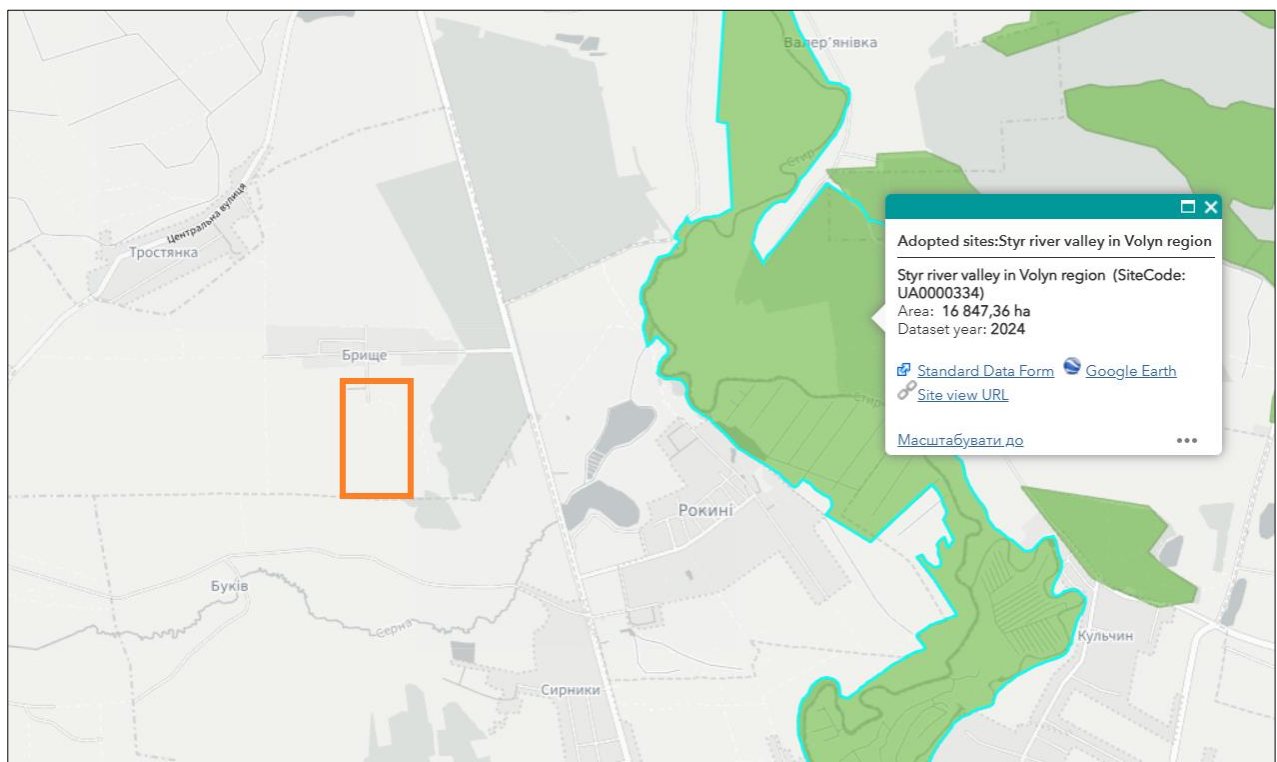 Валер'янівка
Стир
Центральна вулиця
Тростянка
Adopted sites:Styr river valley in Volyn region
Styr river valley in Volyn region (SiteCode:
UA0000334)
Area: 16 847,36 ha
Dataset year: 2024
Брище
Standard Data Form Google Earth
Site view URL
Стир
Масштабувати до
Рокині
Буків
Серна
Кульчин
Сирники